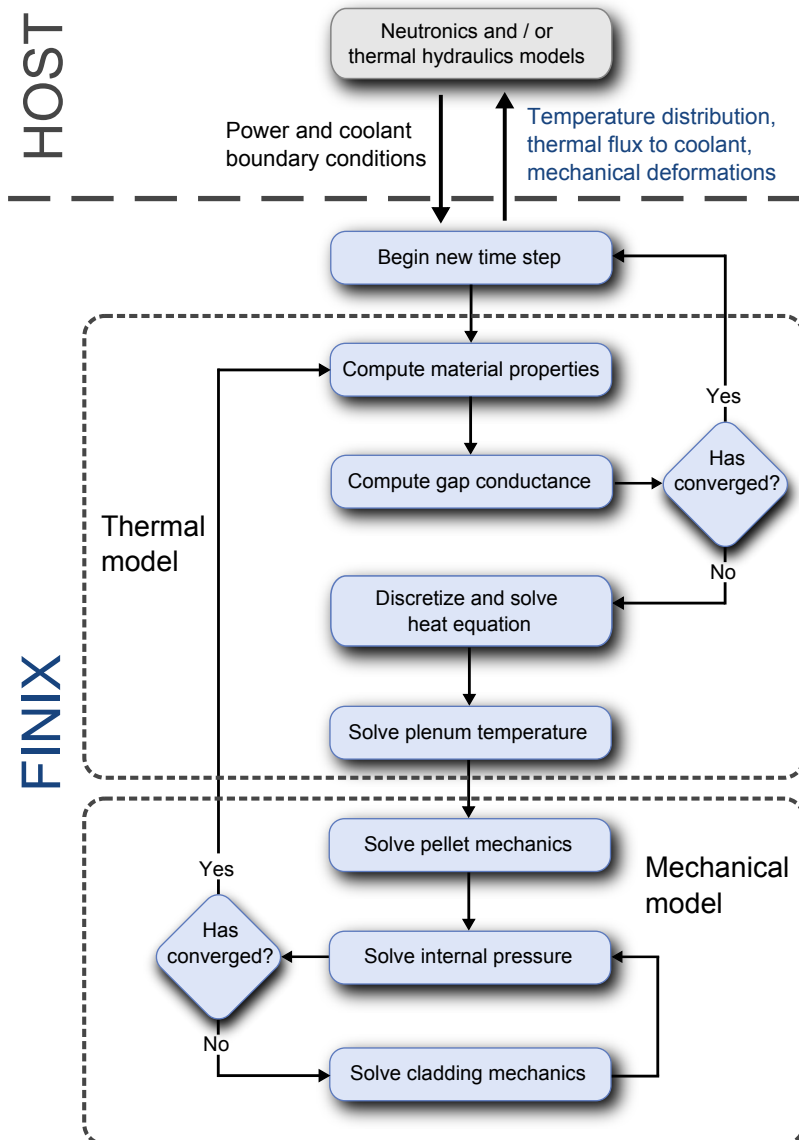 HOST
Neutronics and / or
thermal hydraulics models
Power and coolant
boundary conditions
Temperature distribution,
thermal flux to coolant,
mechanical deformations
FINIX
Begin new time step
Thermal
model
Compute material properties
Compute gap conductance
Has
converged?
Yes
No
Discretize and solve
heat equation
Solve plenum temperature
Mechanical
model
Solve pellet mechanics
Solve internal pressure
Has
converged?
Yes
No
Solve cladding mechanics